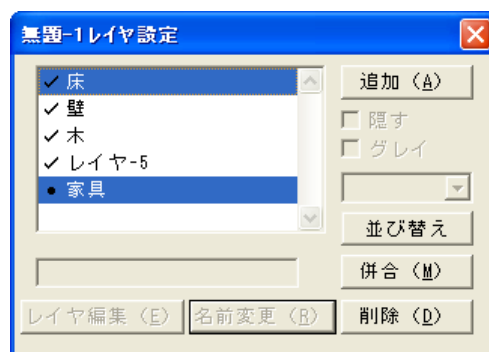 無題-1レイヤ設定
床
壁
木
レイヤ-5
家具
追加（A）
隠す
グレイ
並び替え
併合（M）
レイヤ編集（E）
名前変更（R）
削除（D）